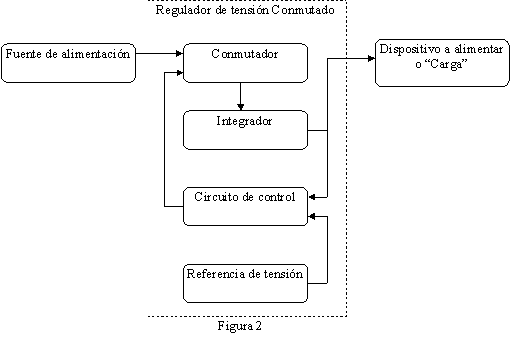 Regulador de tensión Conmutado
Fuente de alimentación
Conmutador
Dispositivo a alimentar
o “Carga”
Integrador
Circuito de control
Referencia de tensión
Figura 2